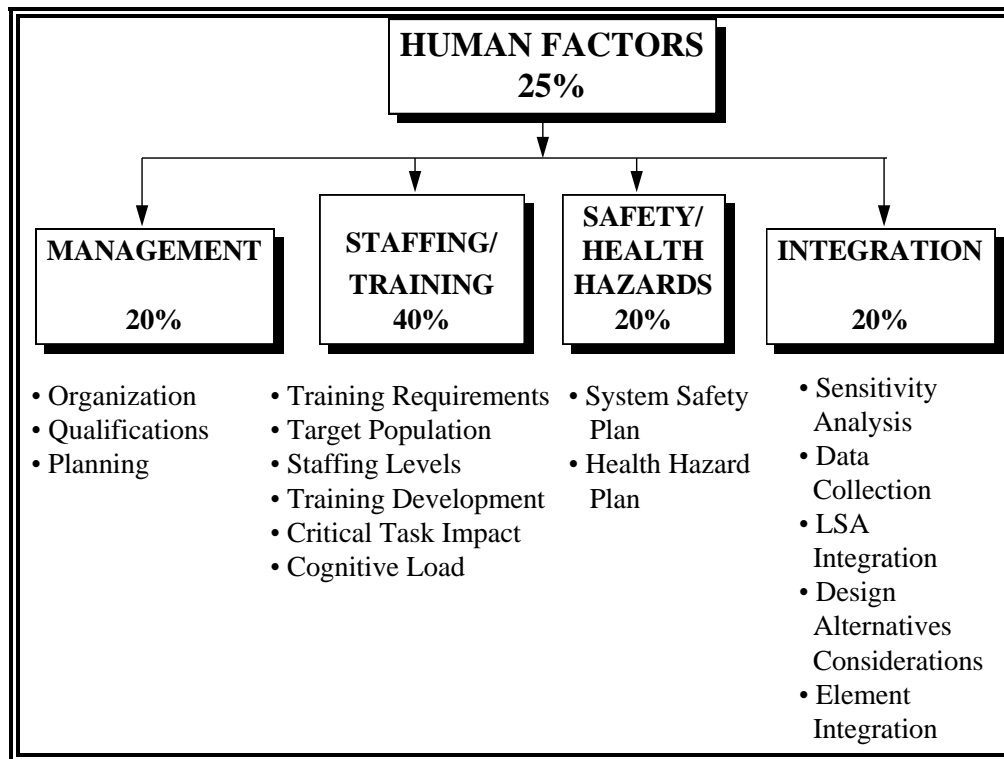 HUMAN FACTORS
25%
MANAGEMENT
20%
STAFFING/
TRAINING
40%
SAFETY/
HEALTH
HAZARDS
20%
INTEGRATION
20%
• Organization
• Qualifications
• Planning
• Training Requirements
• Target Population
• Staffing Levels
• Training Development
• Critical Task Impact
• Cognitive Load
• System Safety
Plan
• Health Hazard
Plan
• Sensitivity
Analysis
• Data
Collection
• LSA
Integration
• Design
Alternatives
Considerations
• Element
Integration